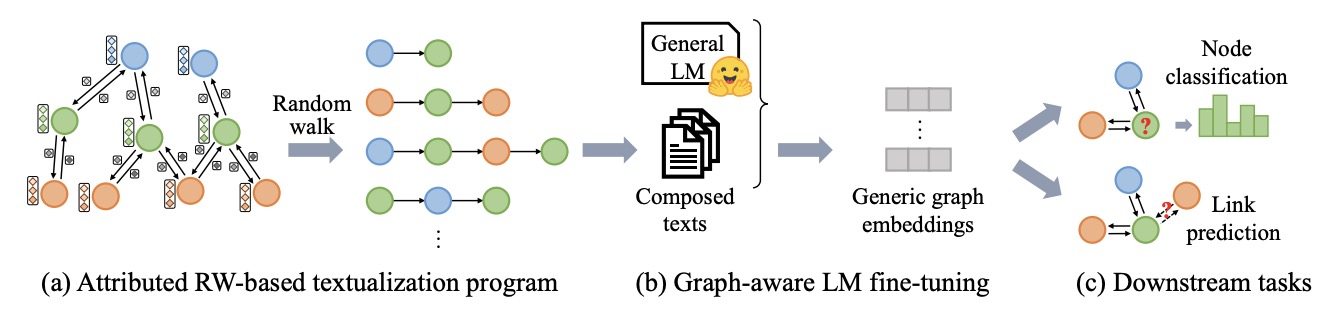 Random
walk
General
LM
Composed
texts
Generic graph
embeddings
Node
classification
?
?
Link
prediction
(a) Attributed RW-based textualization program
(b) Graph-aware LM fine-tuning
(c) Downstream tasks